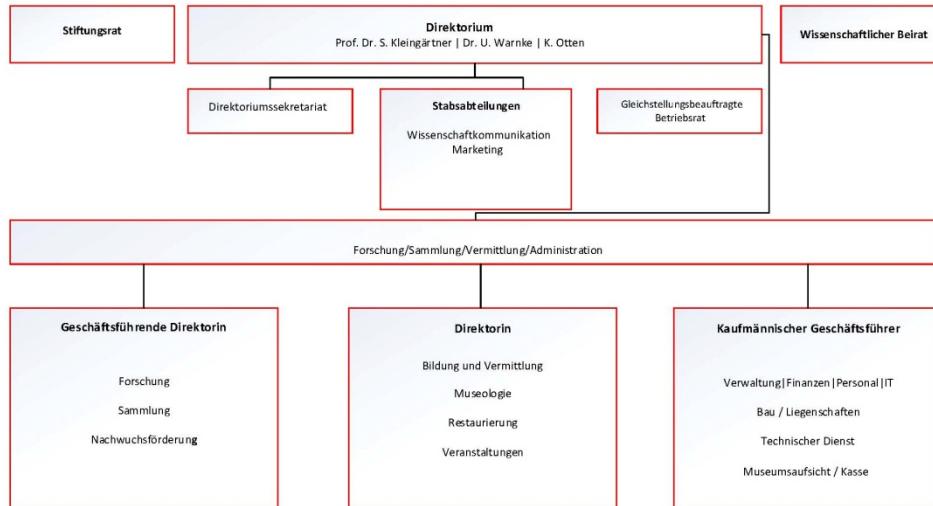 Stiftungsrat
Direktorium
Prof. Dr. S. Kleingärtner | Dr. U. Warnke | K. Otten
Wissenschaftlicher Beirat
Direktoriumssekretariat
Stabsabteilungen
Wissenschaftkommunikation
Marketing
Gleichstellungsbeauftragte
Betriebsrat
Forschung/Sammlung/Vermittlung/Administration
Geschäftsführende Direktorin
Forschung
Sammlung
Nachwuchsförderung
Direktorin
Bildung und Vermittlung
Museologie
Restaurierung
Veranstaltungen
Kaufmännischer Geschäftsführer
Verwaltung|Finanzen|Personal|IT
Bau / Liegenschaften
Technischer Dienst
Museumsaufsicht / Kasse